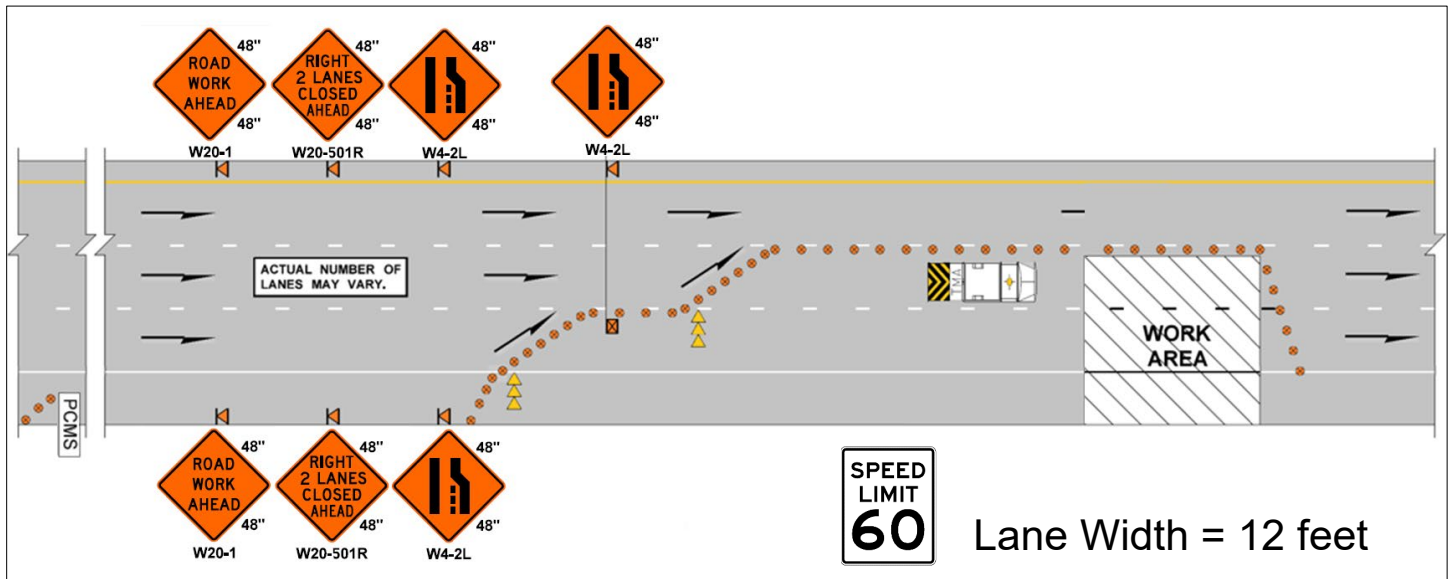 48"
ROAD
WORK
AHEAD
48"
W20-1
48"
RIGHT
2 LANES
CLOSED
AHEAD
48"
W20-501R
48"
48"
W4-2L
48"
48"
W4-2L
ACTUAL NUMBER OF
LANES MAY VARY.
TMA
WORK
AREA
PCMS
48"
ROAD
WORK
AHEAD
48"
W20-1
48"
RIGHT
2 LANES
CLOSED
AHEAD
48"
W20-501R
48"
48"
W4-2L
SPEED
LIMIT
60
Lane Width = 12 feet